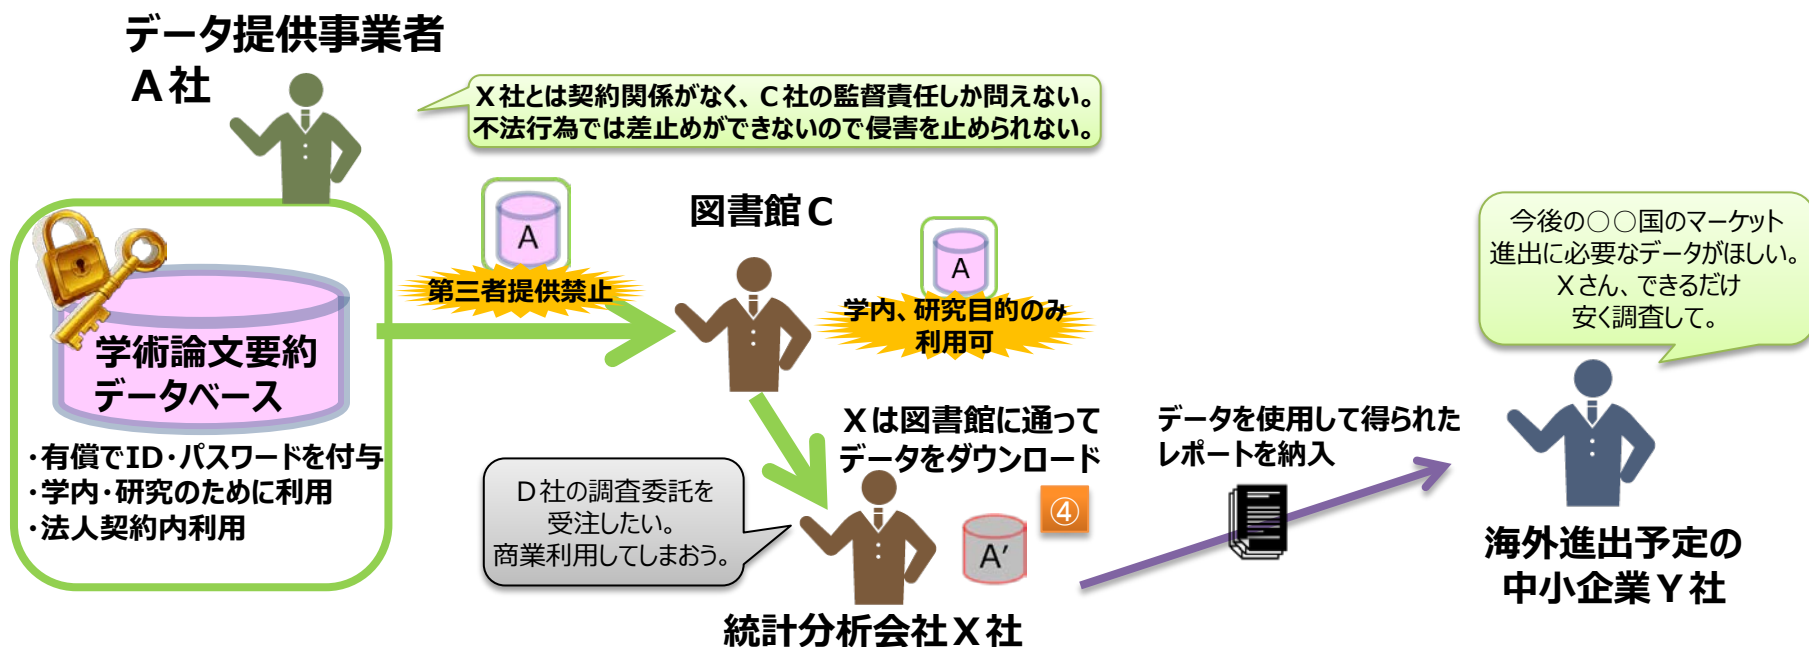 データ提供事業者
A社
X社とは契約関係がなく、C社の監督責任しか問えない。
不法行為では差止めができないので侵害を止められない。
A
第三者提供禁止
図書館C
A
学内、研究目的のみ
利用可
今後の○○国のマーケット
進出に必要なデータがほしい。
Xさん、できるだけ
安く調査して。
学術論文要約
データベース
・有償でID・パスワードを付与
・学内・研究のために利用
・法人契約内利用
Xは図書館に通って
データをダウンロード
データを使用して得られた
レポートを納入
D社の調査委託を
受注したい。
商業利用してしまおう。
④
A’
統計分析会社X社
海外進出予定の
中小企業Y社